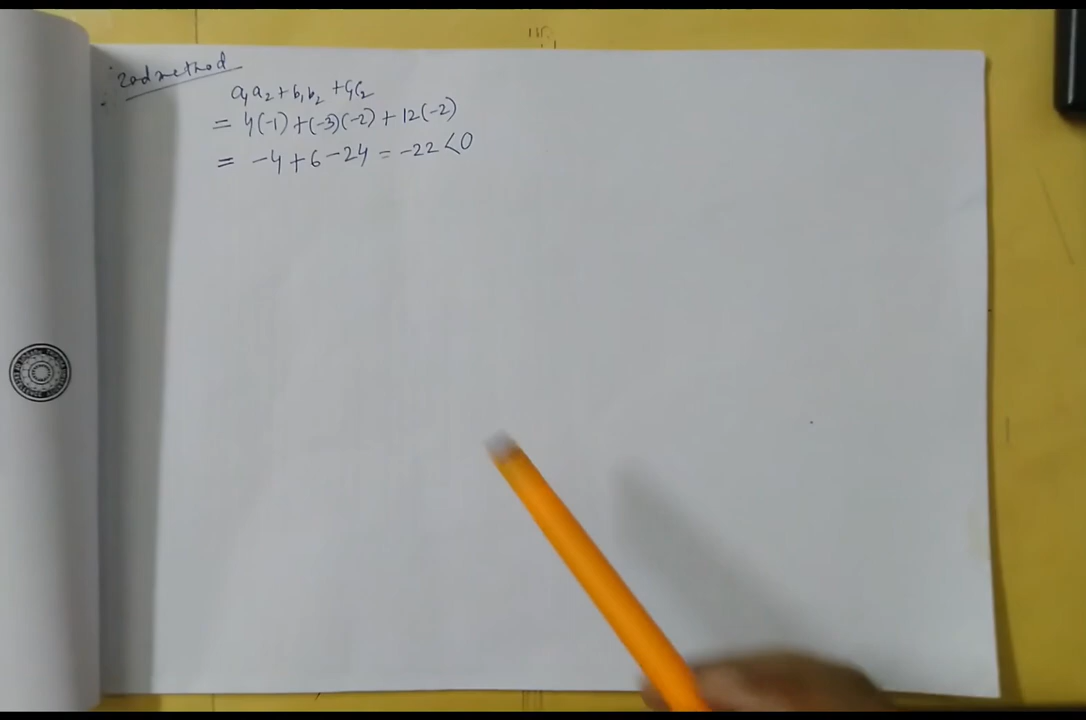 2nd method
a₁a₂ + b₁b₂ + c₁c₂
= 4(-1) + (-3)(-2) + 12(-2)
= -4 + 6 - 24 = -22 < 0